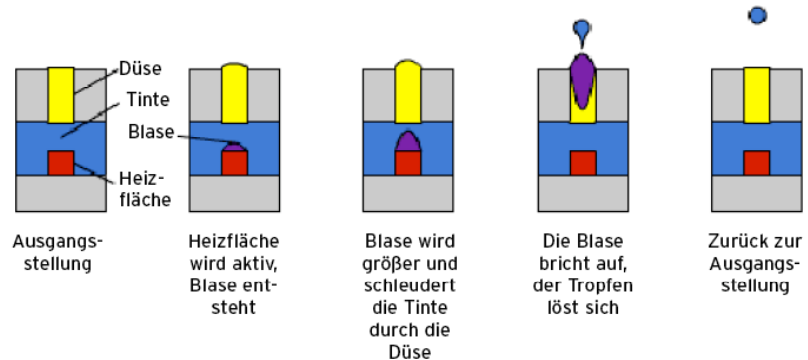 Düse
Tinte
Blase
Heiz-
fläche
Ausgangs-
stellung
Heizfläche
wird aktiv,
Blase ent-
steht
Blase wird
größer und
schleudert
die Tinte
durch die
Düse
Die Blase
bricht auf,
der Tropfen
löst sich
Zurück zur
Ausgangs-
stellung